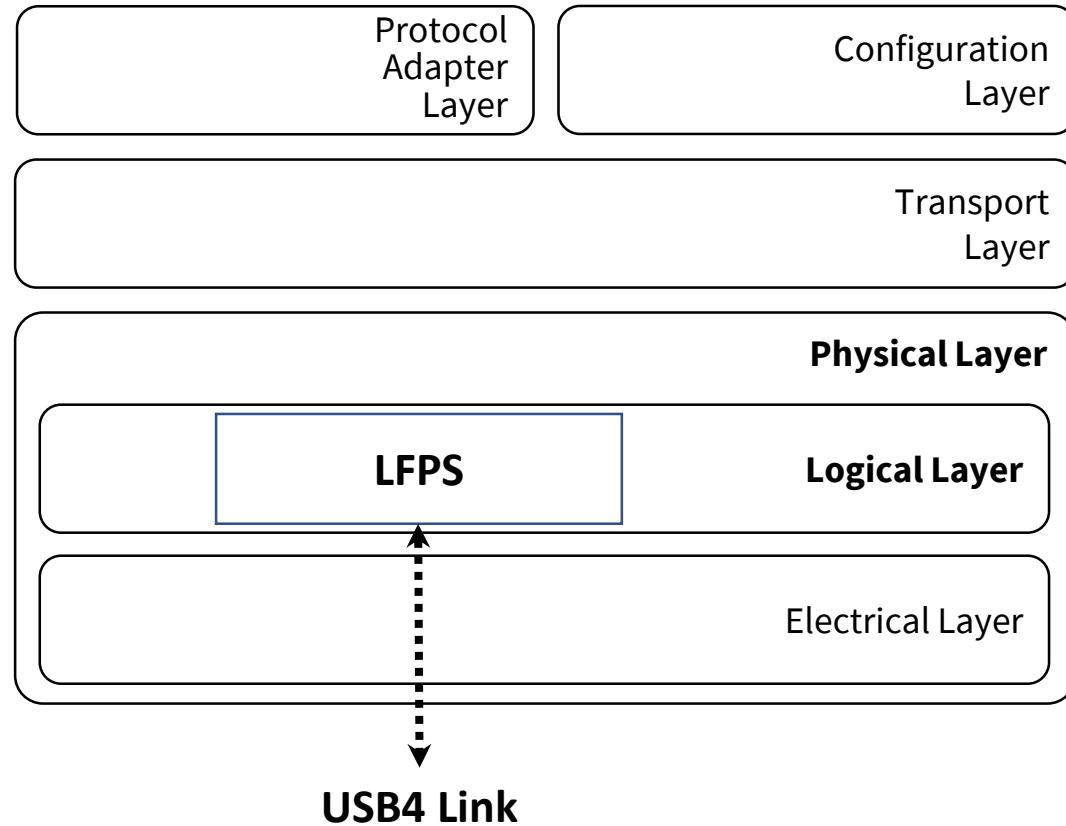 Protocol
Adapter
Layer
Configuration
Layer
Transport
Layer
Physical Layer
LFPS
Logical Layer
Electrical Layer
USB4 Link